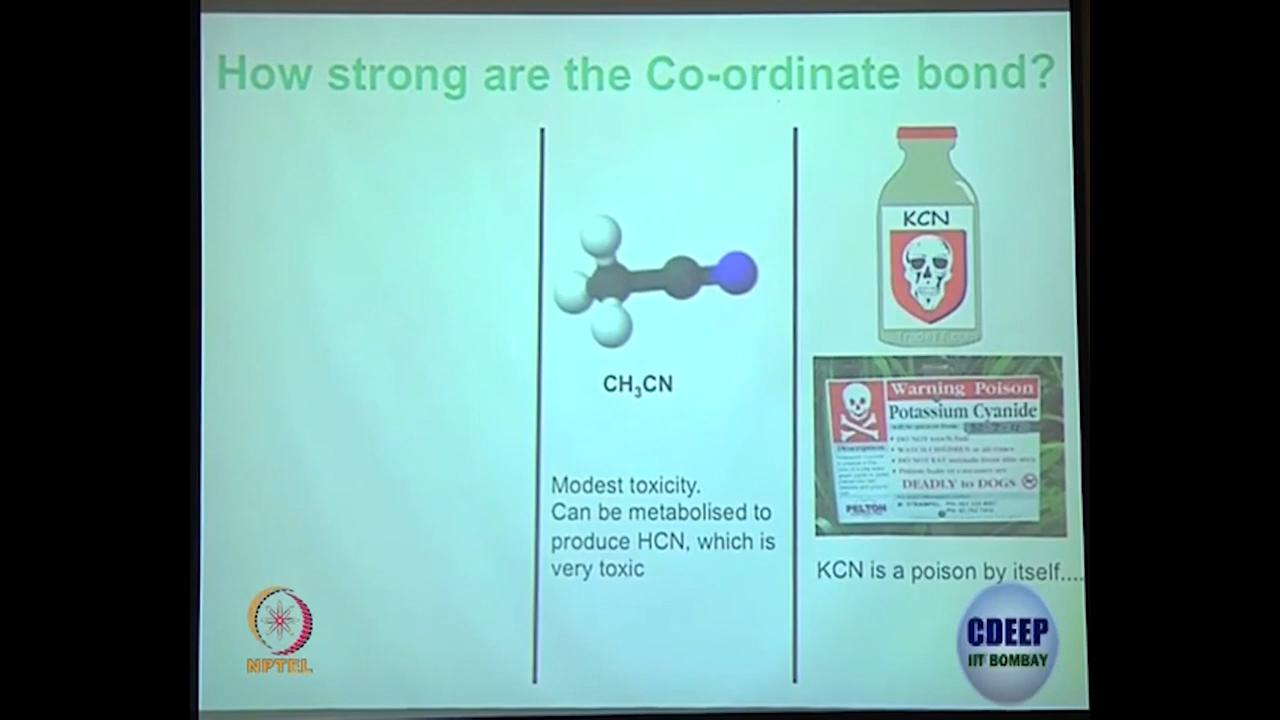 How strong are the Co-ordinate bond?
KCN
CH₃CN
Warning Poison
Potassium Cyanide
DEADLY to DOGS
PELTON
Modest toxicity.
Can be metabolised to
produce HCN, which is
very toxic
KCN is a poison by itself....
NPTEL
CDEEP
IIT BOMBAY